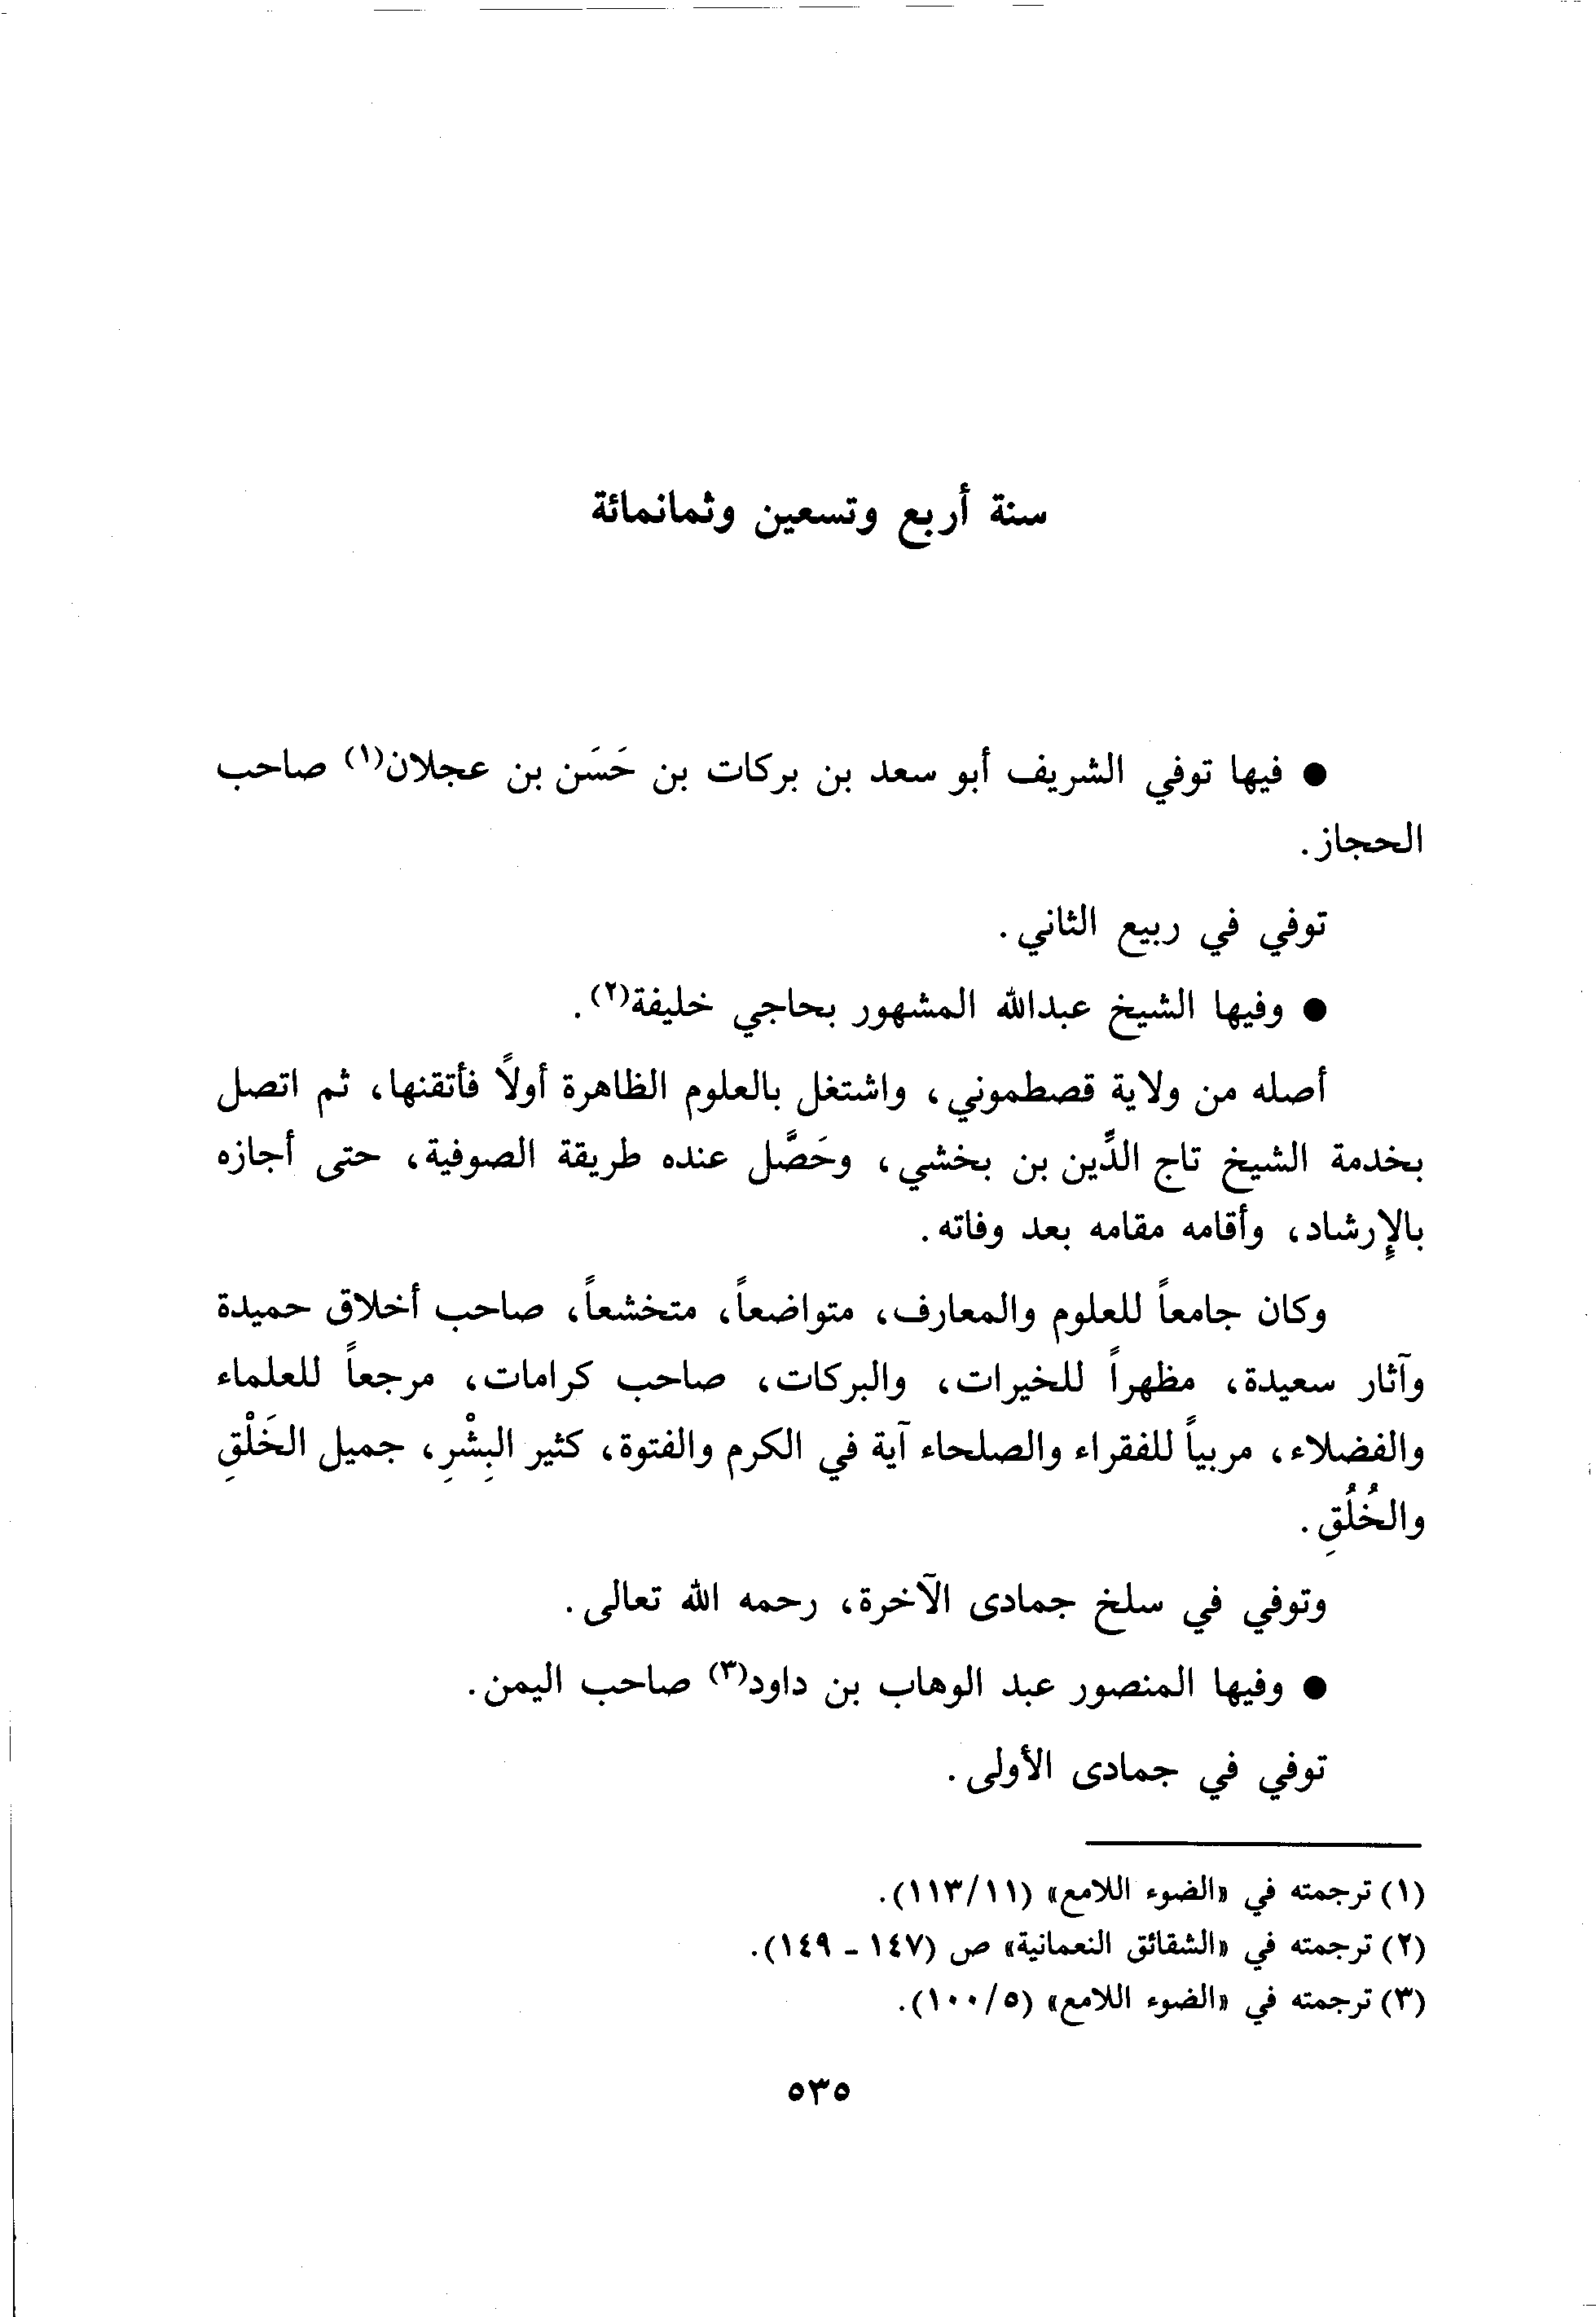 سنة أربع وتسعين وثمانمائة
● فيها توفي الشريف أبو سعد بن بركات بن حَسَن بن عجلان(١) صاحب
الحجاز.
توفي في ربيع الثاني.
● وفيها الشيخ عبدالله المشهور بحاجي خليفة(٢).
أصله من ولاية قصطموني، واشتغل بالعلوم الظاهرة أولاً فأتقنها، ثم اتصل
بخدمة الشيخ تاج الدِّين بن بخشي، وحَصَّل عنده طريقة الصوفية، حتى أجازه
بالإِرشاد، وأقامه مقامه بعد وفاته.
وكان جامعاً للعلوم والمعارف، متواضعاً، متخشعاً، صاحب أخلاق حميدة
وآثار سعيدة، مظهراً للخيرات، والبركات، صاحب كرامات، مرجعاً للعلماء
والفضلاء، مربياً للفقراء والصلحاء آية في الكرم والفتوة، كثير البِشْرِ، جميل الخَلْقِ
والخُلُقِ.
وتوفي في سلخ جمادى الآخرة، رحمه الله تعالى.
● وفيها المنصور عبد الوهاب بن داود(٣) صاحب اليمن.
توفي في جمادى الأولى.
(١) ترجمته في «الضوء اللامع» (١١٣/١١).
(٢) ترجمته في «الشقائق النعمانية» ص (١٤٧ - ١٤٩).
(٣) ترجمته في «الضوء اللامع» (١٠٠/٥).
٥٣٥